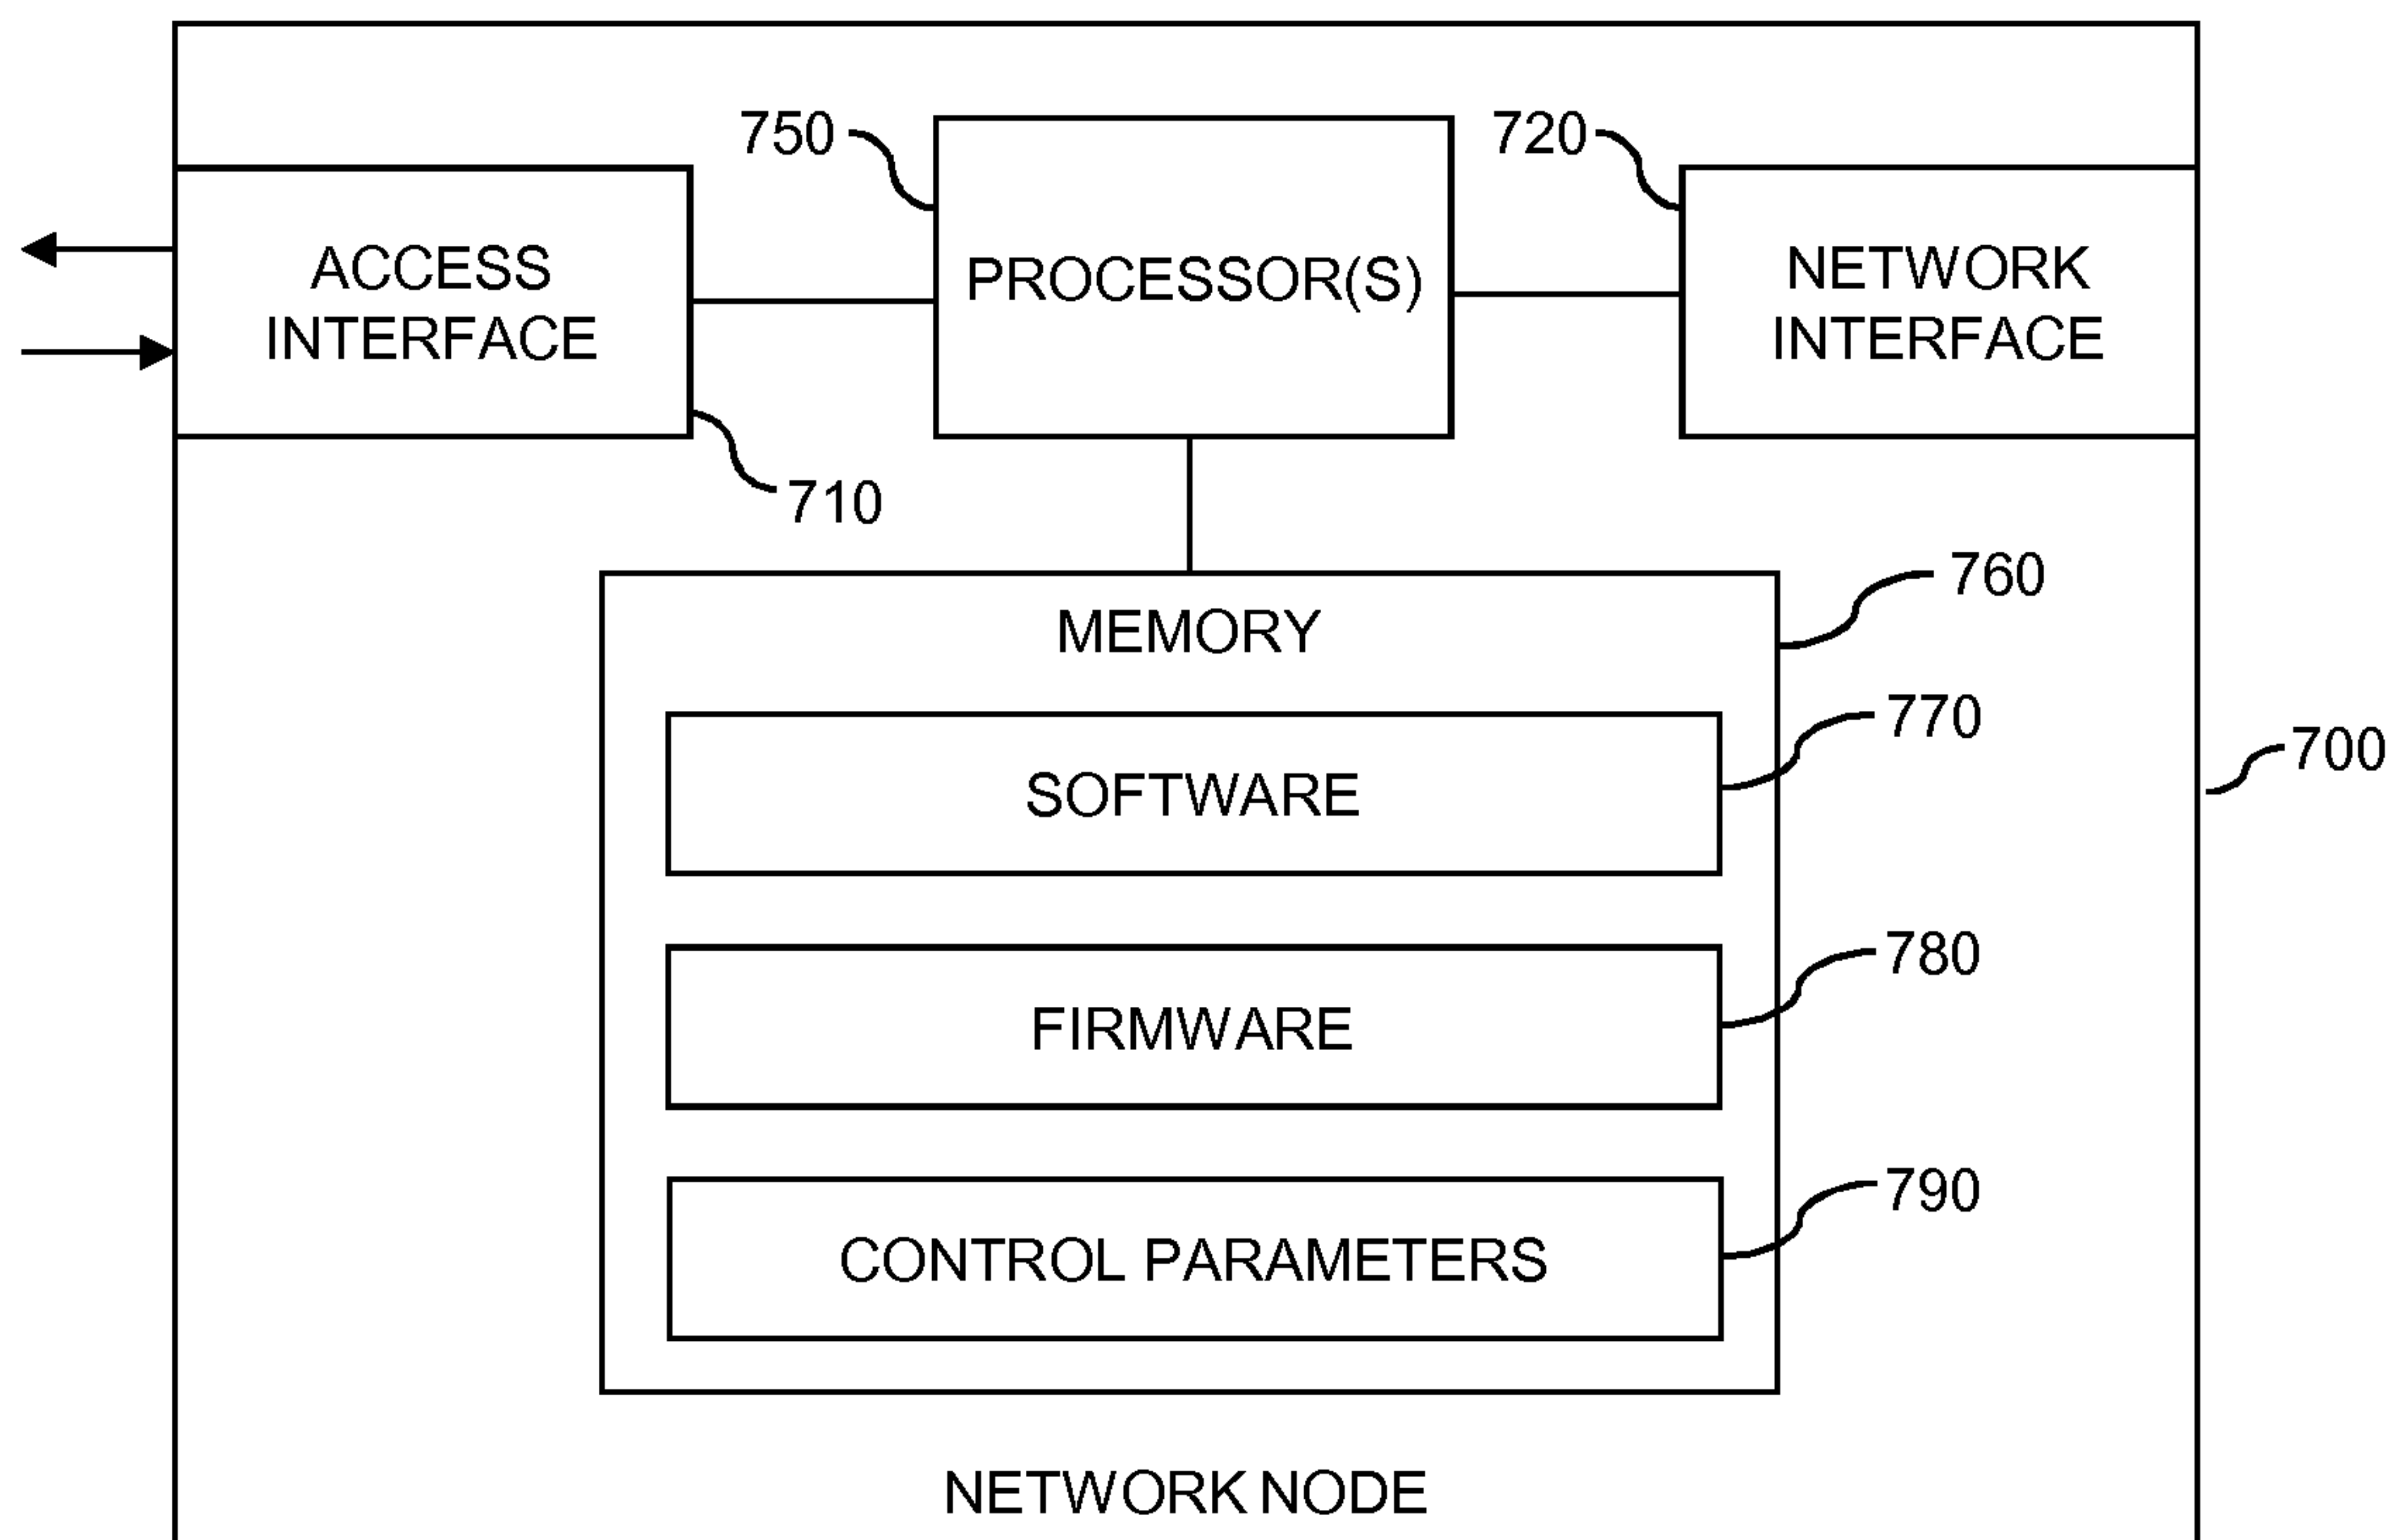 750
720
ACCESS
INTERFACE
PROCESSOR(S)
NETWORK
INTERFACE
710
760
MEMORY
770
SOFTWARE
700
780
FIRMWARE
790
CONTROL PARAMETERS
NETWORK NODE